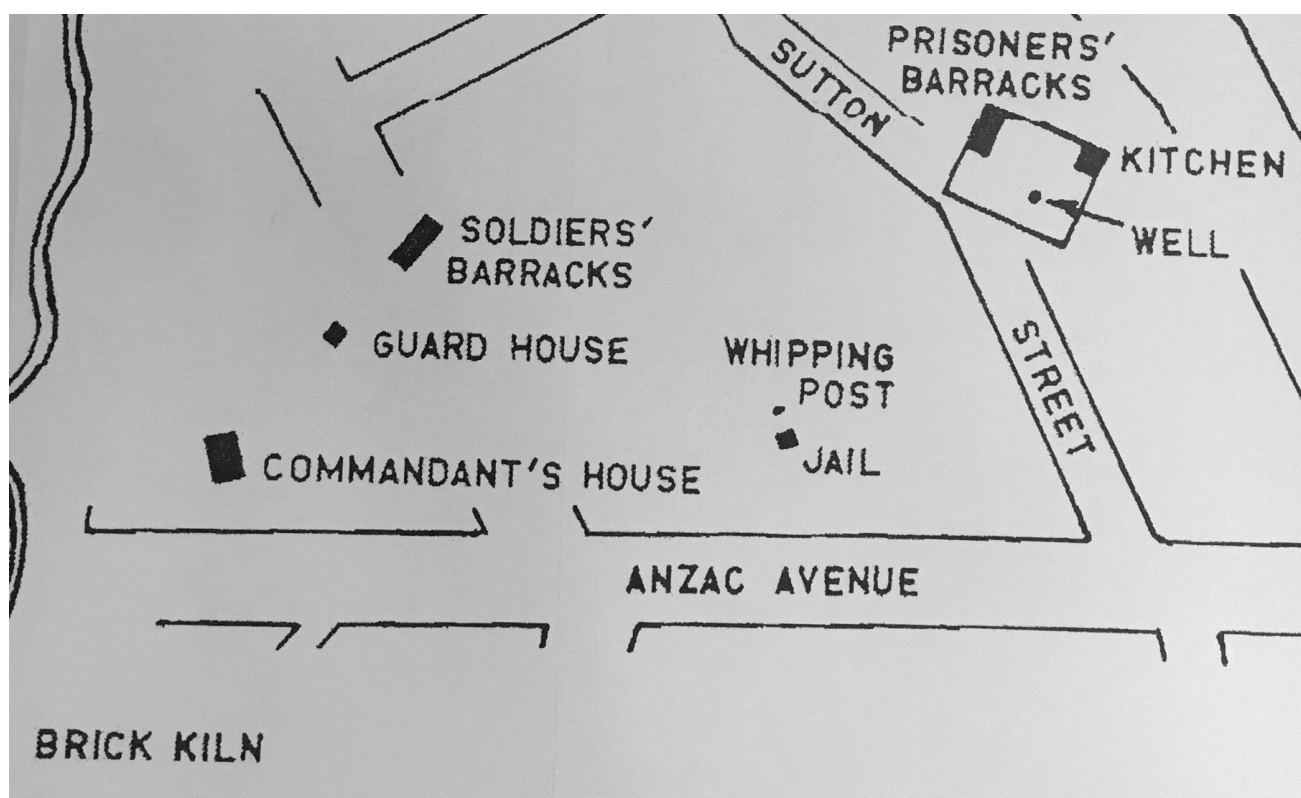 PRISONERS'
BARRACKS
SUTTON
KITCHEN
SOLDIERS'
BARRACKS
WELL
GUARD HOUSE
WHIPPING
POST
STREET
JAIL
COMMANDANT'S HOUSE
ANZAC AVENUE
BRICK KILN